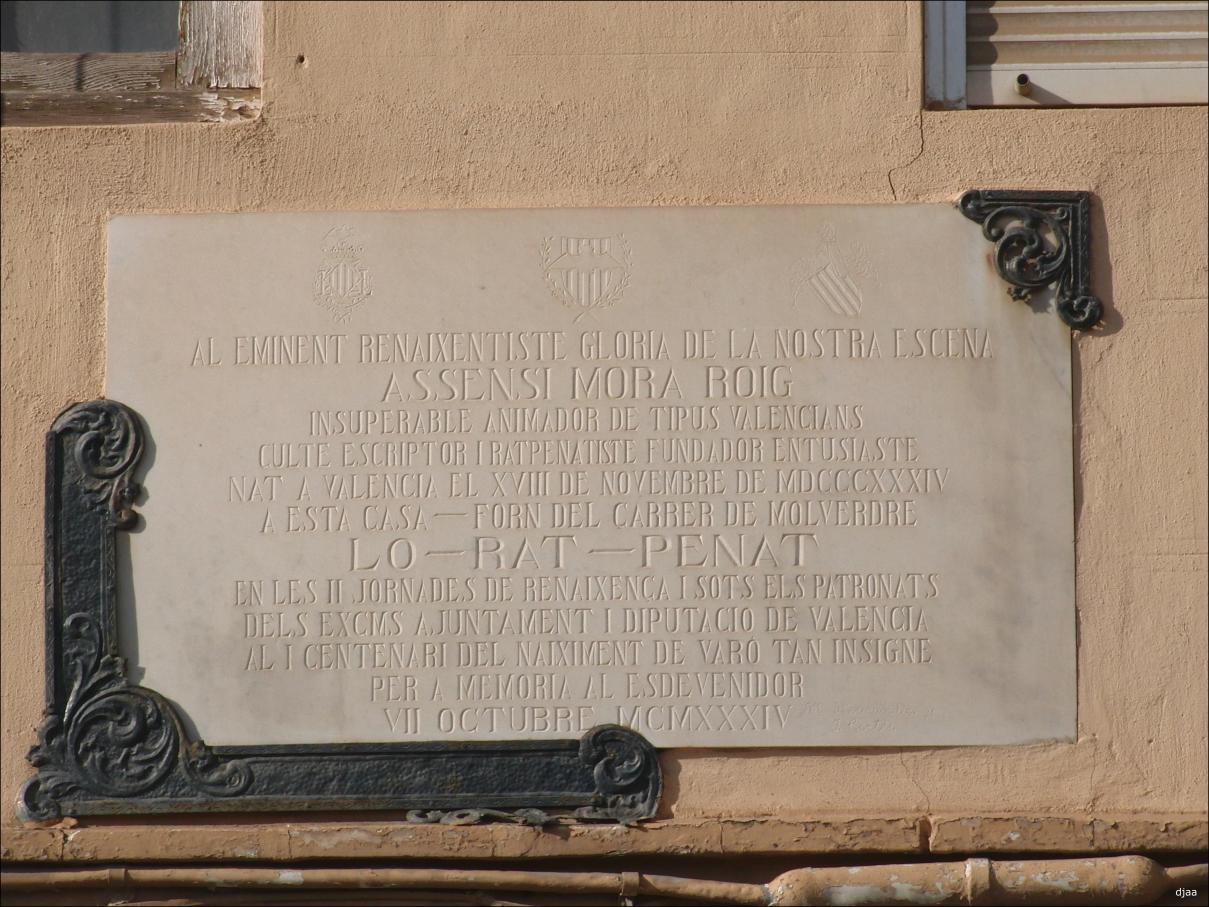 AL EMINENT RENAIXENTISTE GLORIA DE LA NOSTRA ESCENA
ASSENSI MORA ROIG
INSUPERABLE ANIMADOR DE TIPUS VALENCIANS
CULTE ESCRIPTOR I RATPENATISTE FUNDADOR ENTUSIASTE
NAT A VALENCIA EL XVIII DE NOVEMBRE DE MDCCCXXXIV
A ESTA CASA — FORN DEL CARRER DE MOLVERDRE
LO — RAT — PENAT
EN LES II JORNADES DE RENAIXENÇA I SOTS ELS PATRONATS
DELS EXCMS AJUNTAMENT I DIPUTACIO DE VALENCIA
AL I CENTENARI DEL NAIXIMENT DE VARÓ TAN INSIGNE
PER A MEMORIA AL ESDEVENIDOR
VII OCTUBRE MCMXXXIV
djaa